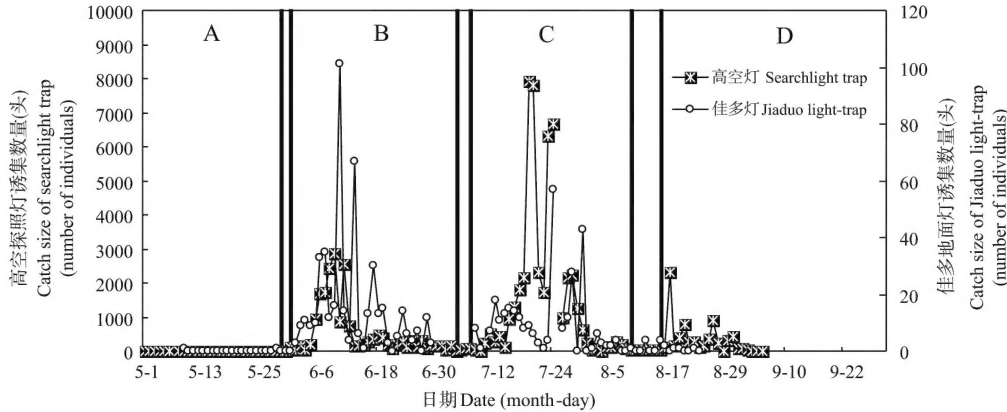 高空探照灯诱集数量(头)
Catch size of searchlight trap
(number of individuals)
10000
9000
8000
7000
6000
5000
4000
3000
2000
1000
0
A
B
C
D
高空灯 Searchlight trap
佳多灯 Jiaduo light-trap
120
100
80
60
40
20
0
佳多地面灯诱集数量(头)
Catch size of Jiaduo light-trap
(number of individuals)
5-1 5-13 5-25 6-6 6-18 6-30 7-12 7-24 8-5 8-17 8-29 9-10 9-22
日期 Date (month-day)